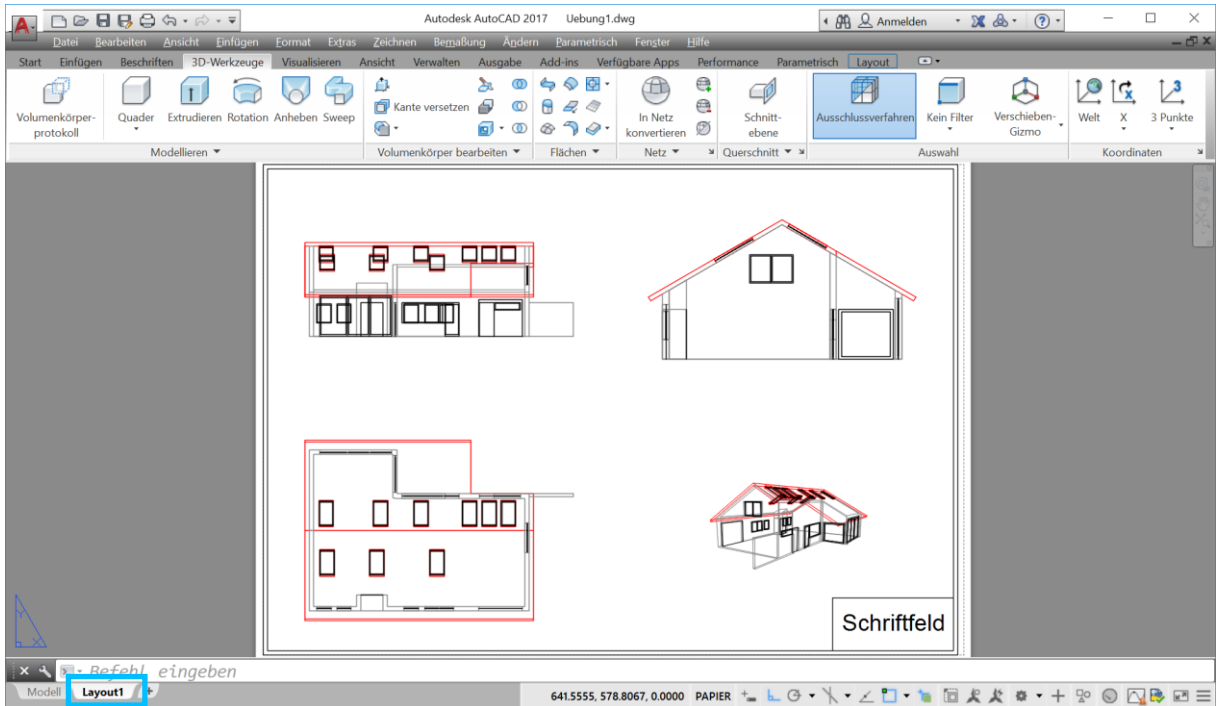 Autodesk AutoCAD 2017 Uebung1.dwg
Anmelden
Datei Bearbeiten Ansicht Einfügen Format Extras Zeichnen Bemaßung Ändern Parametrisch Fenster Hilfe
Start Einfügen Beschriften 3D-Werkzeuge Visualisieren Ansicht Verwalten Ausgabe Add-ins Verfügbare Apps Performance Parametrisch Layout
Kante versetzen
Volumenkörper-
protokoll
Quader Extrudieren Rotation Anheben Sweep
In Netz
konvertieren
Schnitt-
ebene
Ausschlussverfahren Kein Filter
Verschieben-
Gizmo
Welt X 3 Punkte
Modellieren Volumenkörper bearbeiten Flächen Netz Querschnitt Auswahl Koordinaten
Schriftfeld
Y
X
Befehl eingeben
Modell Layout1 +
641.5555, 578.8067, 0.0000 PAPIER